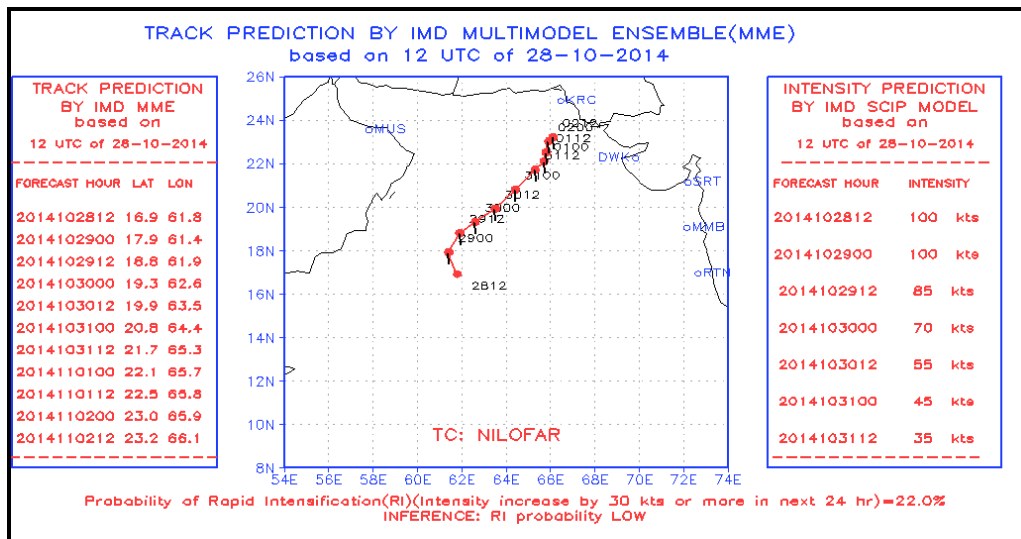 TRACK PREDICTION BY IMD MULTIMODEL ENSEMBLE(MME)
based on 12 UTC of 28-10-2014
TRACK PREDICTION
BY IMD MME
based on
12 UTC of 28-10-2014
FORECAST HOUR LAT LON
2014102812 16.9 61.8
2014102900 17.9 61.4
2014102912 18.8 61.9
2014103000 19.3 62.6
2014103012 19.9 63.5
2014103100 20.8 64.4
2014103112 21.7 65.3
2014110100 22.1 65.7
2014110112 22.5 65.8
2014110200 23.0 65.9
2014110212 23.2 66.1
26N
24N
22N
20N
18N
16N
14N
12N
10N
8N
54E 56E 58E 60E 62E 64E 66E 68E 70E 72E 74E
KRC
MUS
DWK
SRT
MMB
RTN
0212
0200
0112
0100
3112
3100
3012
3000
2912
2900
2812
TC: NILOFAR
INTENSITY PREDICTION
BY IMD SCIP MODEL
based on
12 UTC of 28-10-2014
FORECAST HOUR INTENSITY
2014102812 100 kts
2014102900 100 kts
2014102912 85 kts
2014103000 70 kts
2014103012 55 kts
2014103100 45 kts
2014103112 35 kts
Probability of Rapid Intensification(RI)(Intensity increase by 30 kts or more in next 24 hr)=22.0%
INFERENCE: RI probability LOW